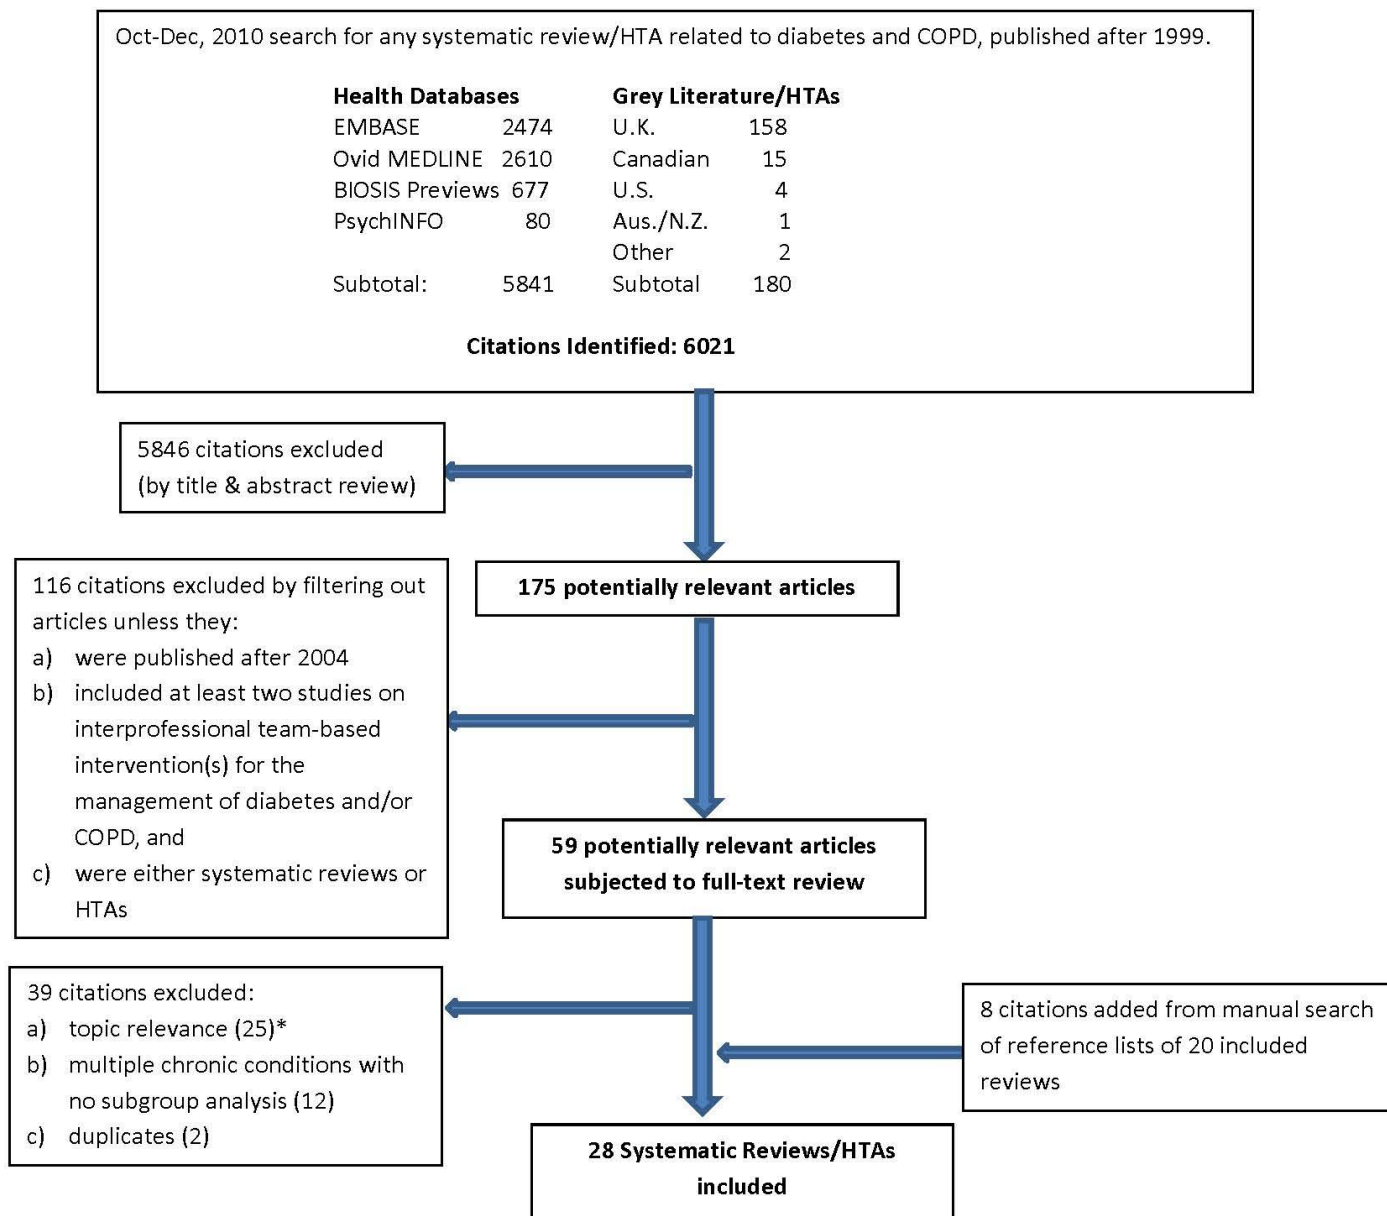 Oct-Dec, 2010 search for any systematic review/HTA related to diabetes and COPD, published after 1999.
Health Databases Grey Literature/HTAs
EMBASE 2474 U.K. 158
Ovid MEDLINE 2610 Canadian 15
BIOSIS Previews 677 U.S. 4
PsychINFO 80 Aus./N.Z. 1
Other 2
Subtotal: 5841 Subtotal 180
Citations Identified: 6021
5846 citations excluded
(by title & abstract review)
175 potentially relevant articles
116 citations excluded by filtering out
articles unless they:
a) were published after 2004
b) included at least two studies on
interprofessional team-based
intervention(s) for the
management of diabetes and/or
COPD, and
c) were either systematic reviews or
HTAs
59 potentially relevant articles
subjected to full-text review
39 citations excluded:
a) topic relevance (25)*
b) multiple chronic conditions with
no subgroup analysis (12)
c) duplicates (2)
8 citations added from manual search
of reference lists of 20 included
reviews
28 Systematic Reviews/HTAs
included